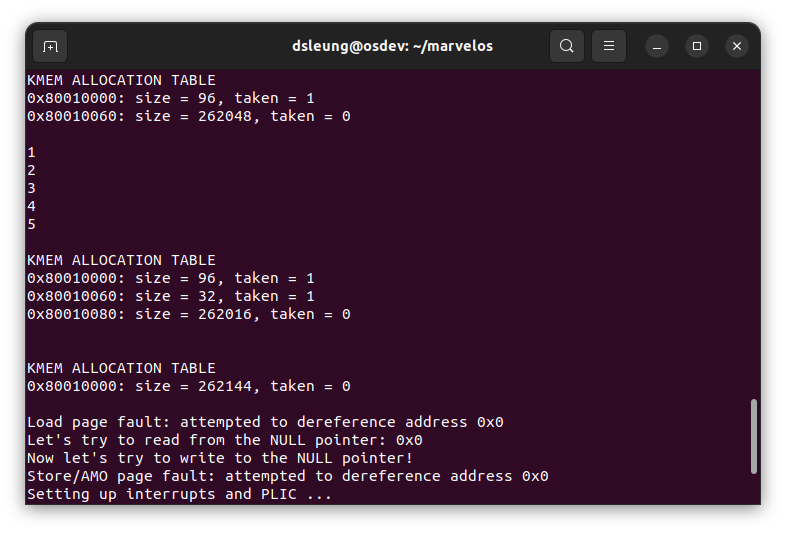 dsleung@osdev: ~/marvelos
KMEM ALLOCATION TABLE
0x80010000: size = 96, taken = 1
0x80010060: size = 262048, taken = 0
1
2
3
4
5
KMEM ALLOCATION TABLE
0x80010000: size = 96, taken = 1
0x80010060: size = 32, taken = 1
0x80010080: size = 262016, taken = 0
KMEM ALLOCATION TABLE
0x80010000: size = 262144, taken = 0
Load page fault: attempted to dereference address 0x0
Let's try to read from the NULL pointer: 0x0
Now let's try to write to the NULL pointer!
Store/AMO page fault: attempted to dereference address 0x0
Setting up interrupts and PLIC ...